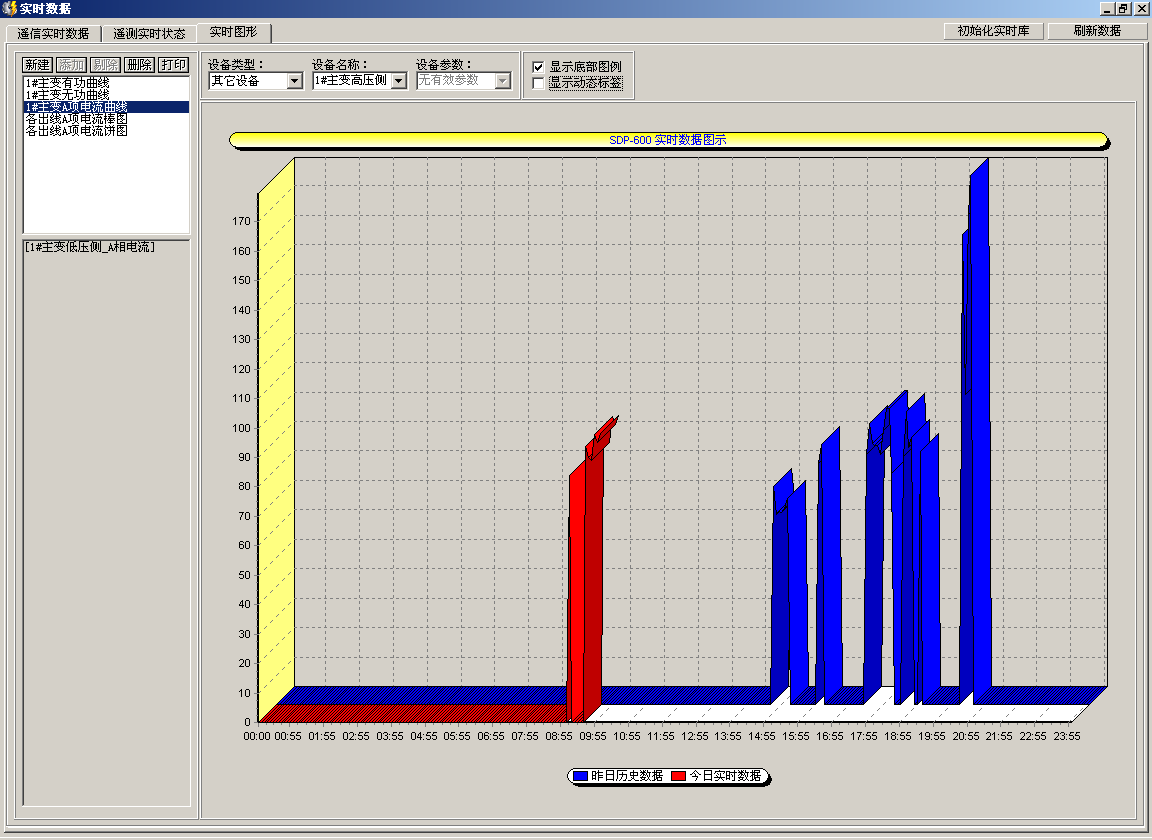 实时数据
遥信实时数据 遥测实时状态 实时图形 初始化实时库 刷新数据
新建 添加 剔除 删除 打印
1#主变有功曲线
1#主变无功曲线
1#主变A项电流曲线
各出线A项电流棒图
各出线A项电流饼图
[1#主变低压侧_A相电流]
设备类型： 设备名称： 设备参数：
其它设备 1#主变高压侧 无有效参数
显示底部图例
显示动态标签
SDP-600 实时数据图示
170
160
150
140
130
120
110
100
90
80
70
60
50
40
30
20
10
0
00:00 00:55 01:55 02:55 03:55 04:55 05:55 06:55 07:55 08:55 09:55 10:55 11:55 12:55 13:55 14:55 15:55 16:55 17:55 18:55 19:55 20:55 21:55 22:55 23:55
昨日历史数据 今日实时数据